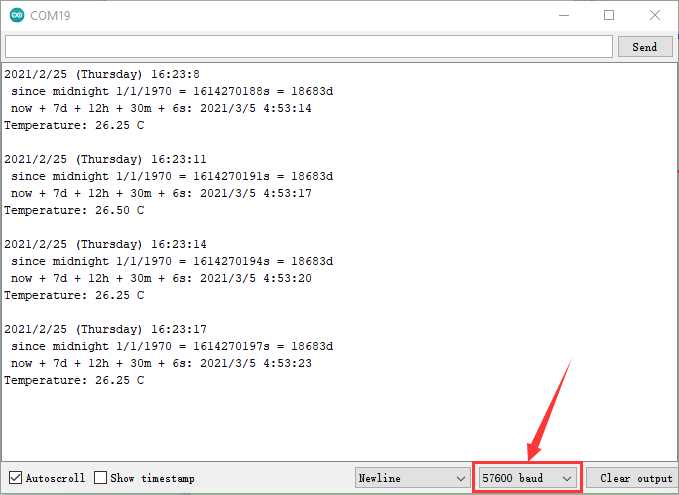 COM19
Send
2021/2/25 (Thursday) 16:23:8
since midnight 1/1/1970 = 1614270188s = 18683d
now + 7d + 12h + 30m + 6s: 2021/3/5 4:53:14
Temperature: 26.25 C
2021/2/25 (Thursday) 16:23:11
since midnight 1/1/1970 = 1614270191s = 18683d
now + 7d + 12h + 30m + 6s: 2021/3/5 4:53:17
Temperature: 26.50 C
2021/2/25 (Thursday) 16:23:14
since midnight 1/1/1970 = 1614270194s = 18683d
now + 7d + 12h + 30m + 6s: 2021/3/5 4:53:20
Temperature: 26.25 C
2021/2/25 (Thursday) 16:23:17
since midnight 1/1/1970 = 1614270197s = 18683d
now + 7d + 12h + 30m + 6s: 2021/3/5 4:53:23
Temperature: 26.25 C
Autoscroll Show timestamp Newline 57600 baud Clear output